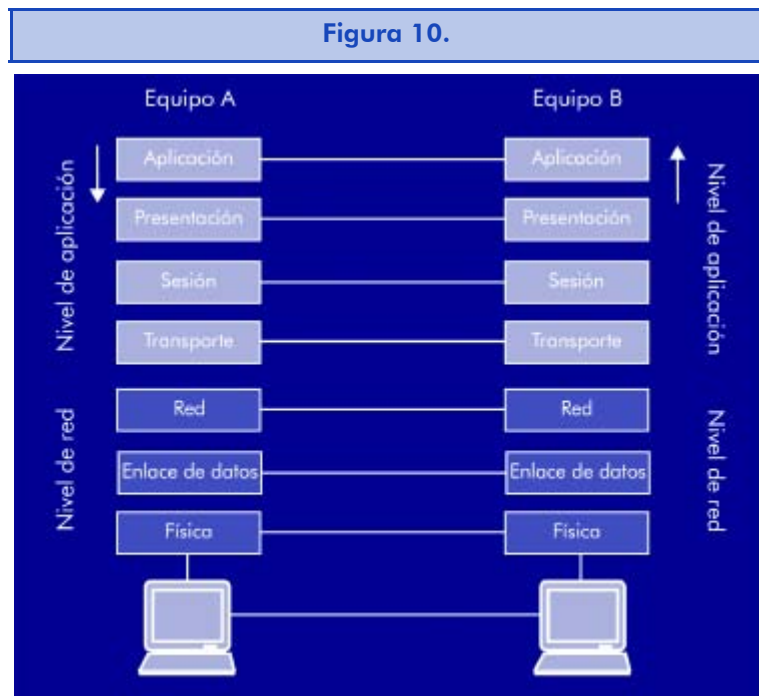 Figura 10.
Equipo A
Equipo B
Nivel de aplicación
Aplicación
Aplicación
Nivel de aplicación
Presentación
Presentación
Sesión
Sesión
Transporte
Transporte
Nivel de red
Red
Red
Nivel de red
Enlace de datos
Enlace de datos
Física
Física